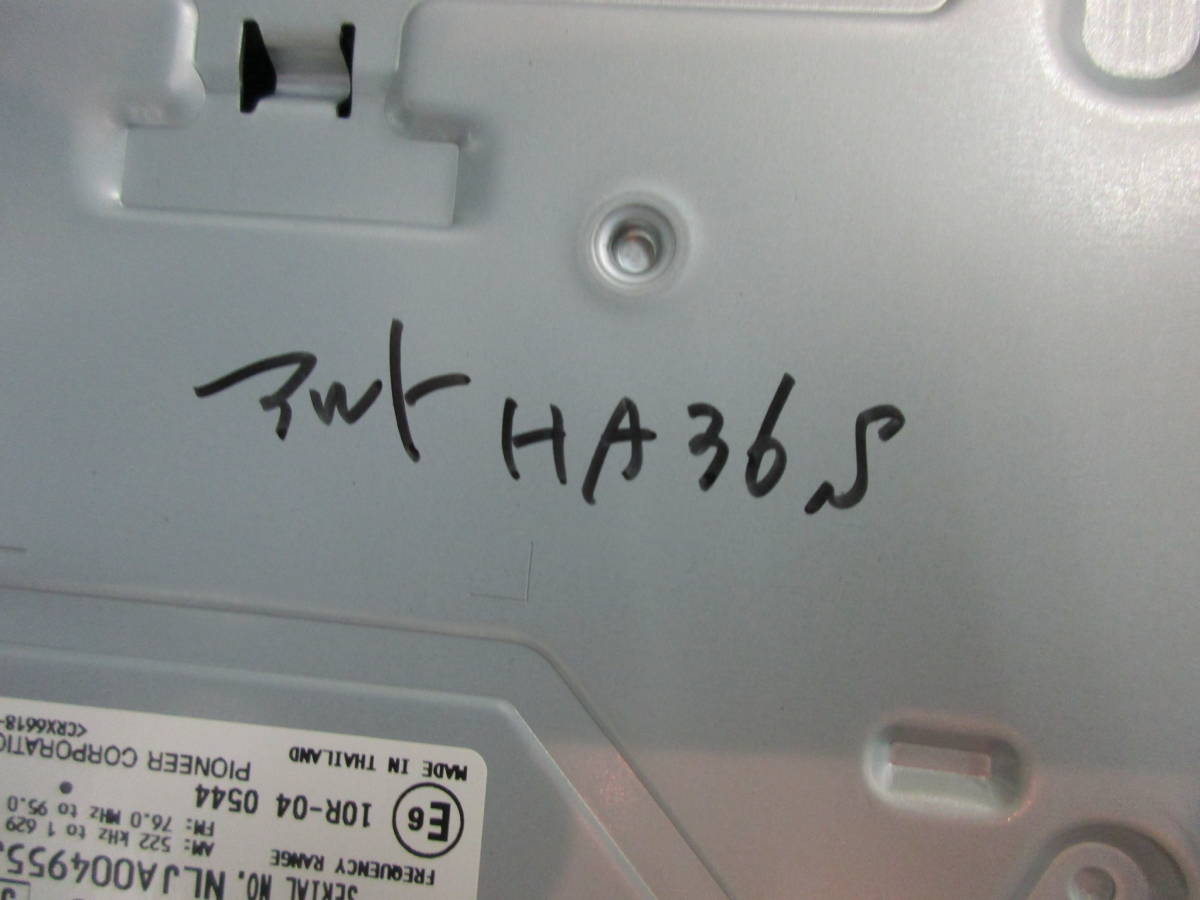 アルト HA36S
SERIAL NO. NLJA004955
FREQUENCY RANGE
AM: 522 kHz to 1 629
FM: 76.0 MHz to 95.0
E6 10R-04 0544
MADE IN THAILAND
PIONEER CORPORATIO
<CRX6618-